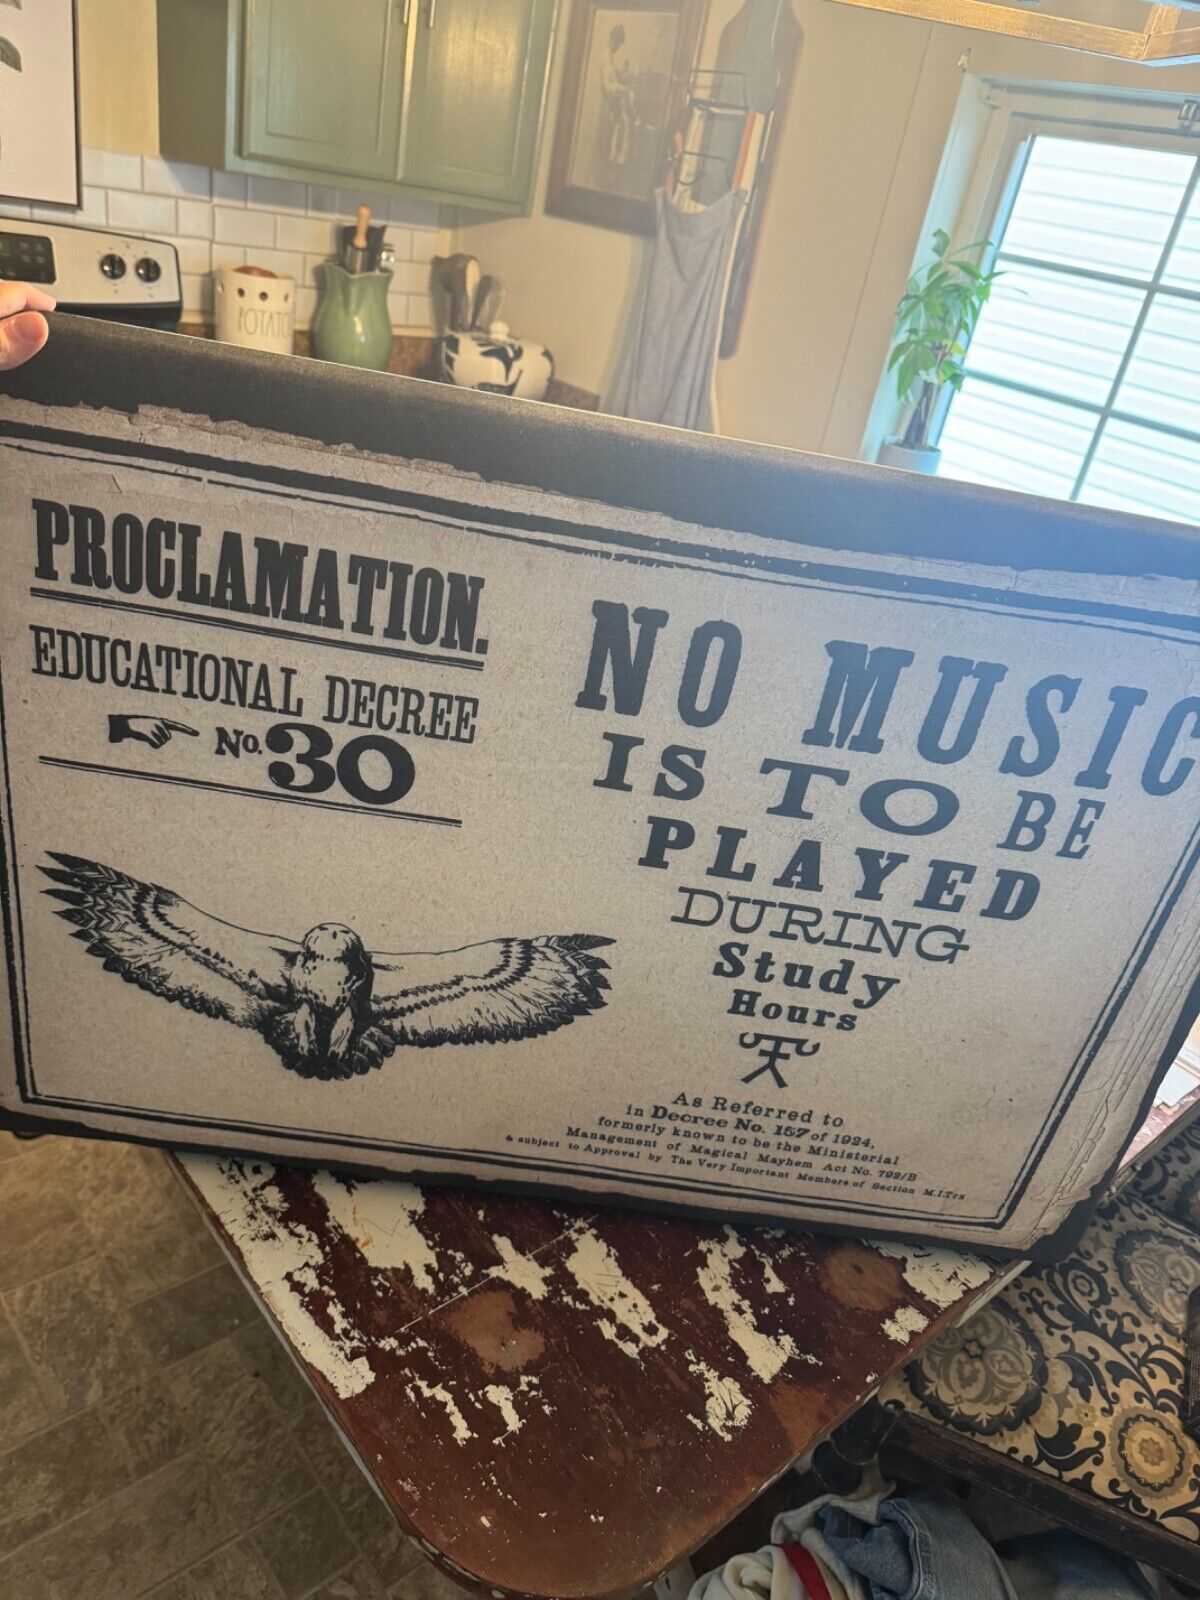 PROCLAMATION.
EDUCATIONAL DECREE
No. 30
NO MUSIC
IS TO BE
PLAYED
DURING
Study
Hours
As Referred to
in Decree No. 157 of 1924,
formerly known to be the Ministerial
Management of Magical Mayhem Act No. 792/B
& subject to Approval by The Very Important Members of Section M.I.Trx
POTATO